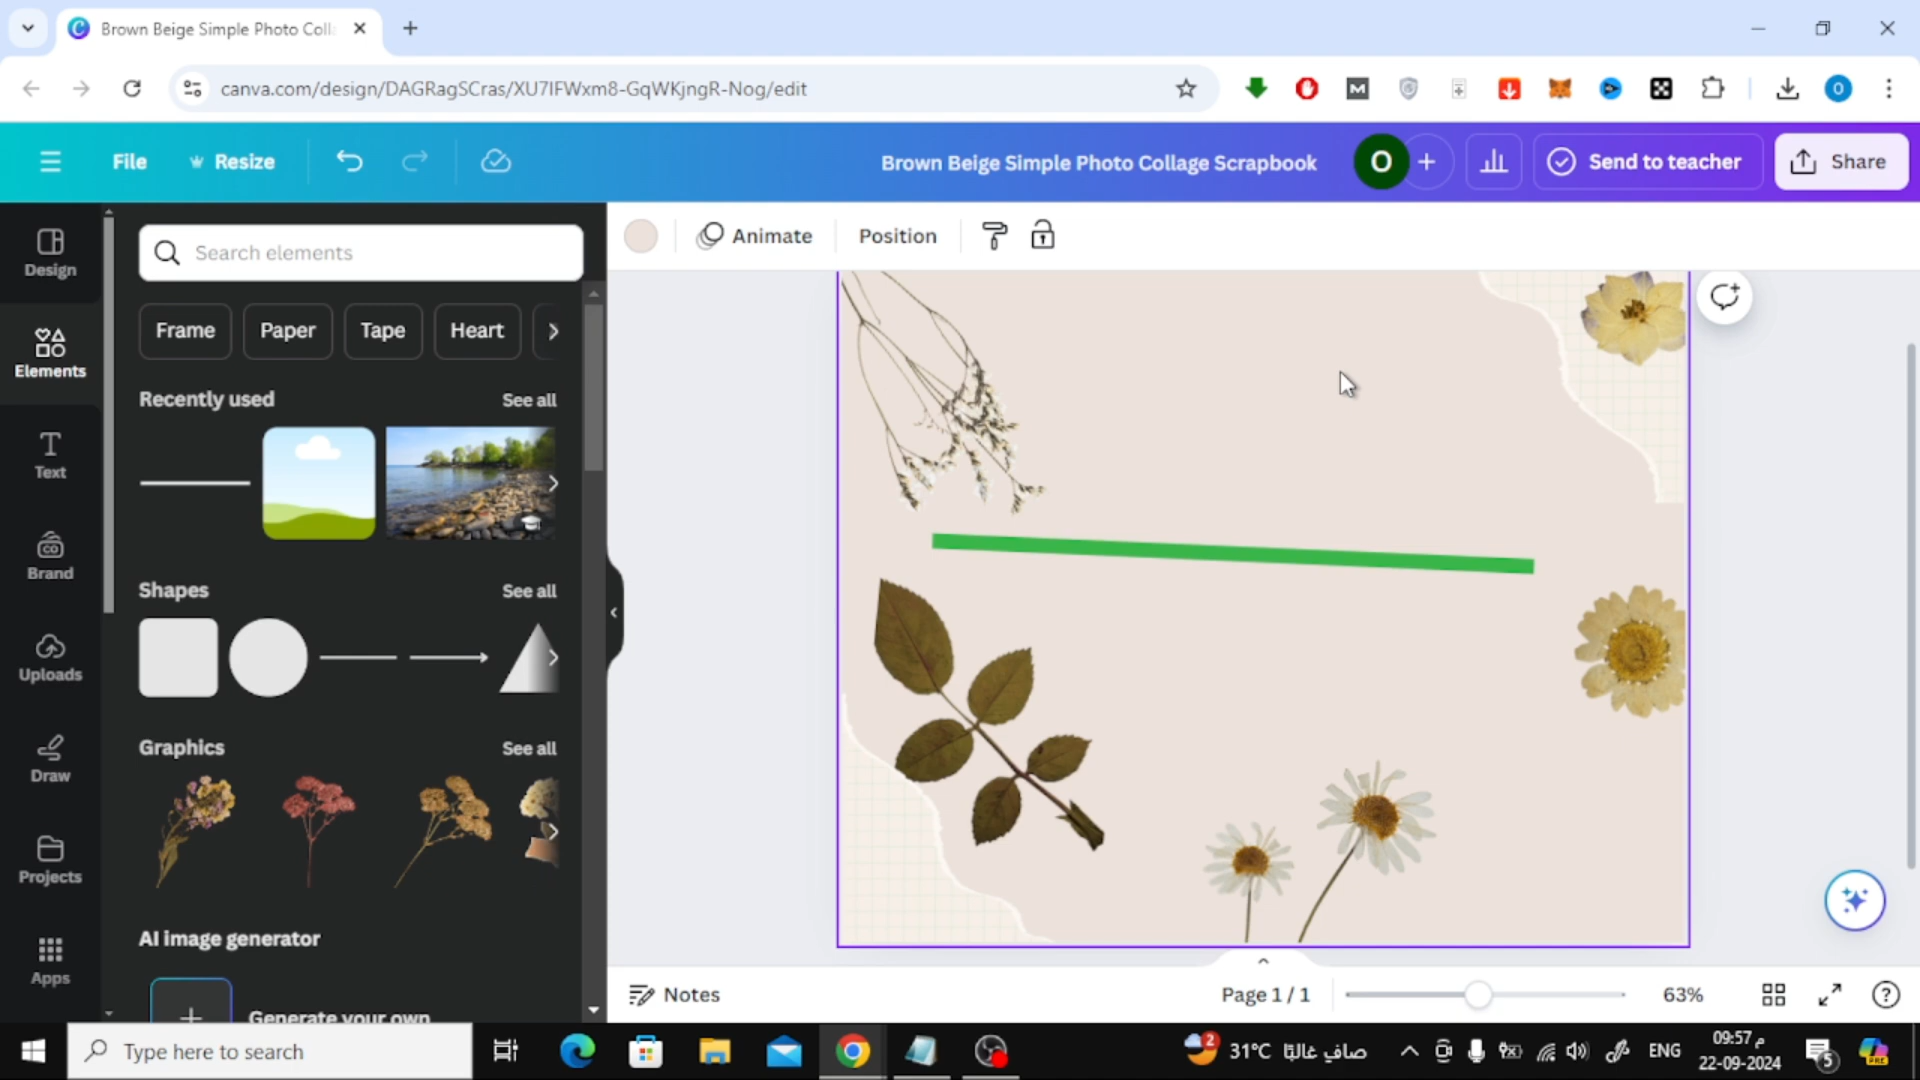 Brown Beige Simple Photo Coll
canva.com/design/DAGRagSCras/XU7IFWxm8-GqWKjngR-Nog/edit
File
Resize
Brown Beige Simple Photo Collage Scrapbook
O
Send to teacher
Share
Design
Elements
Text
Brand
Uploads
Draw
Projects
Apps
Search elements
Frame
Paper
Tape
Heart
Recently used
See all
Shapes
See all
Graphics
See all
AI image generator
Generate your own
Animate
Position
Notes
Page 1 / 1
63%
Type here to search
2
31°C
صافٍ غالبًا
ENG
09:57 م
22-09-2024
5